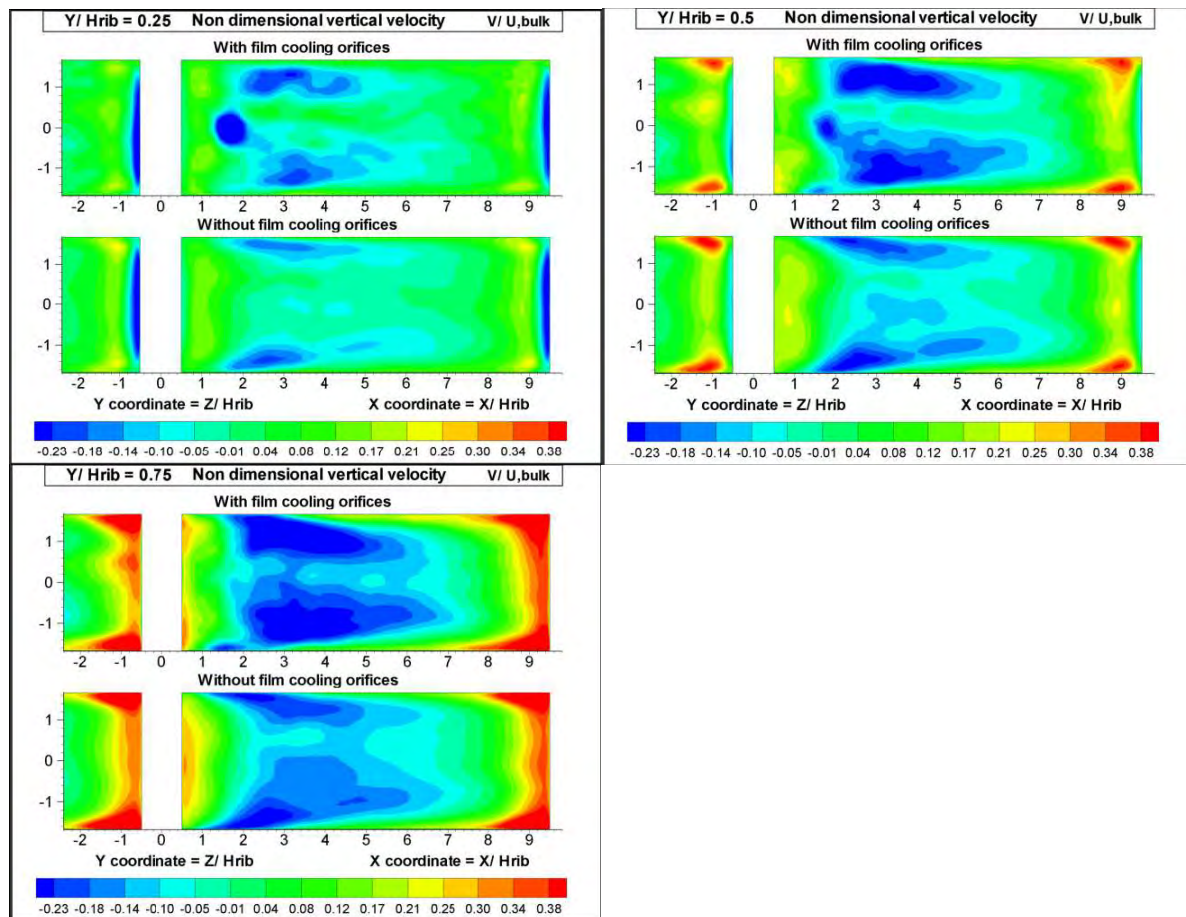 Y/ Hrib = 0.25 Non dimensional vertical velocity V/ U,bulk
With film cooling orifices
1
0
-1
-2 -1 0 1 2 3 4 5 6 7 8 9
Without film cooling orifices
1
0
-1
-2 -1 0 1 2 3 4 5 6 7 8 9
Y coordinate = Z/ Hrib X coordinate = X/ Hrib
-0.23 -0.18 -0.14 -0.10 -0.05 -0.01 0.04 0.08 0.12 0.17 0.21 0.25 0.30 0.34 0.38
Y/ Hrib = 0.5 Non dimensional vertical velocity V/ U,bulk
With film cooling orifices
1
0
-1
-2 -1 0 1 2 3 4 5 6 7 8 9
Without film cooling orifices
1
0
-1
-2 -1 0 1 2 3 4 5 6 7 8 9
Y coordinate = Z/ Hrib X coordinate = X/ Hrib
-0.23 -0.18 -0.14 -0.10 -0.05 -0.01 0.04 0.08 0.12 0.17 0.21 0.25 0.30 0.34 0.38
Y/ Hrib = 0.75 Non dimensional vertical velocity V/ U,bulk
With film cooling orifices
1
0
-1
-2 -1 0 1 2 3 4 5 6 7 8 9
Without film cooling orifices
1
0
-1
-2 -1 0 1 2 3 4 5 6 7 8 9
Y coordinate = Z/ Hrib X coordinate = X/ Hrib
-0.23 -0.18 -0.14 -0.10 -0.05 -0.01 0.04 0.08 0.12 0.17 0.21 0.25 0.30 0.34 0.38